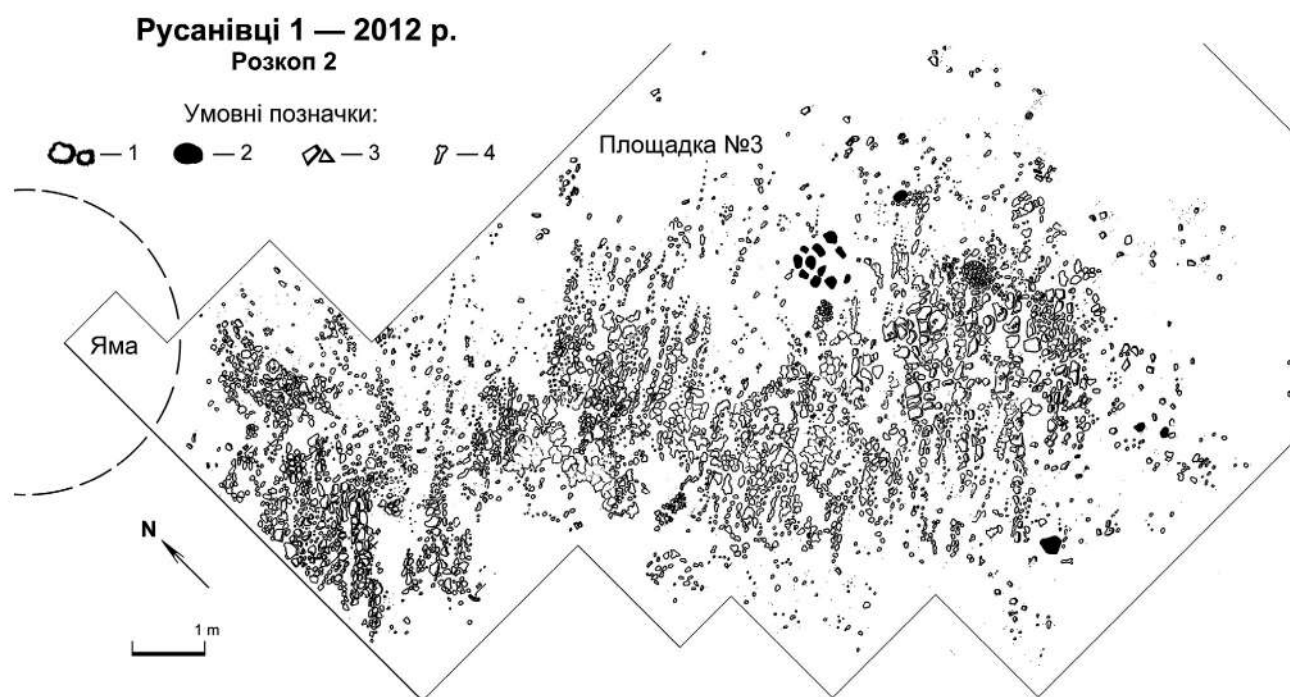 Русанівці 1 — 2012 р.
Розкоп 2
Умовні позначки:
— 1 — 2 — 3 — 4
Площадка №3
Яма
N
1 m